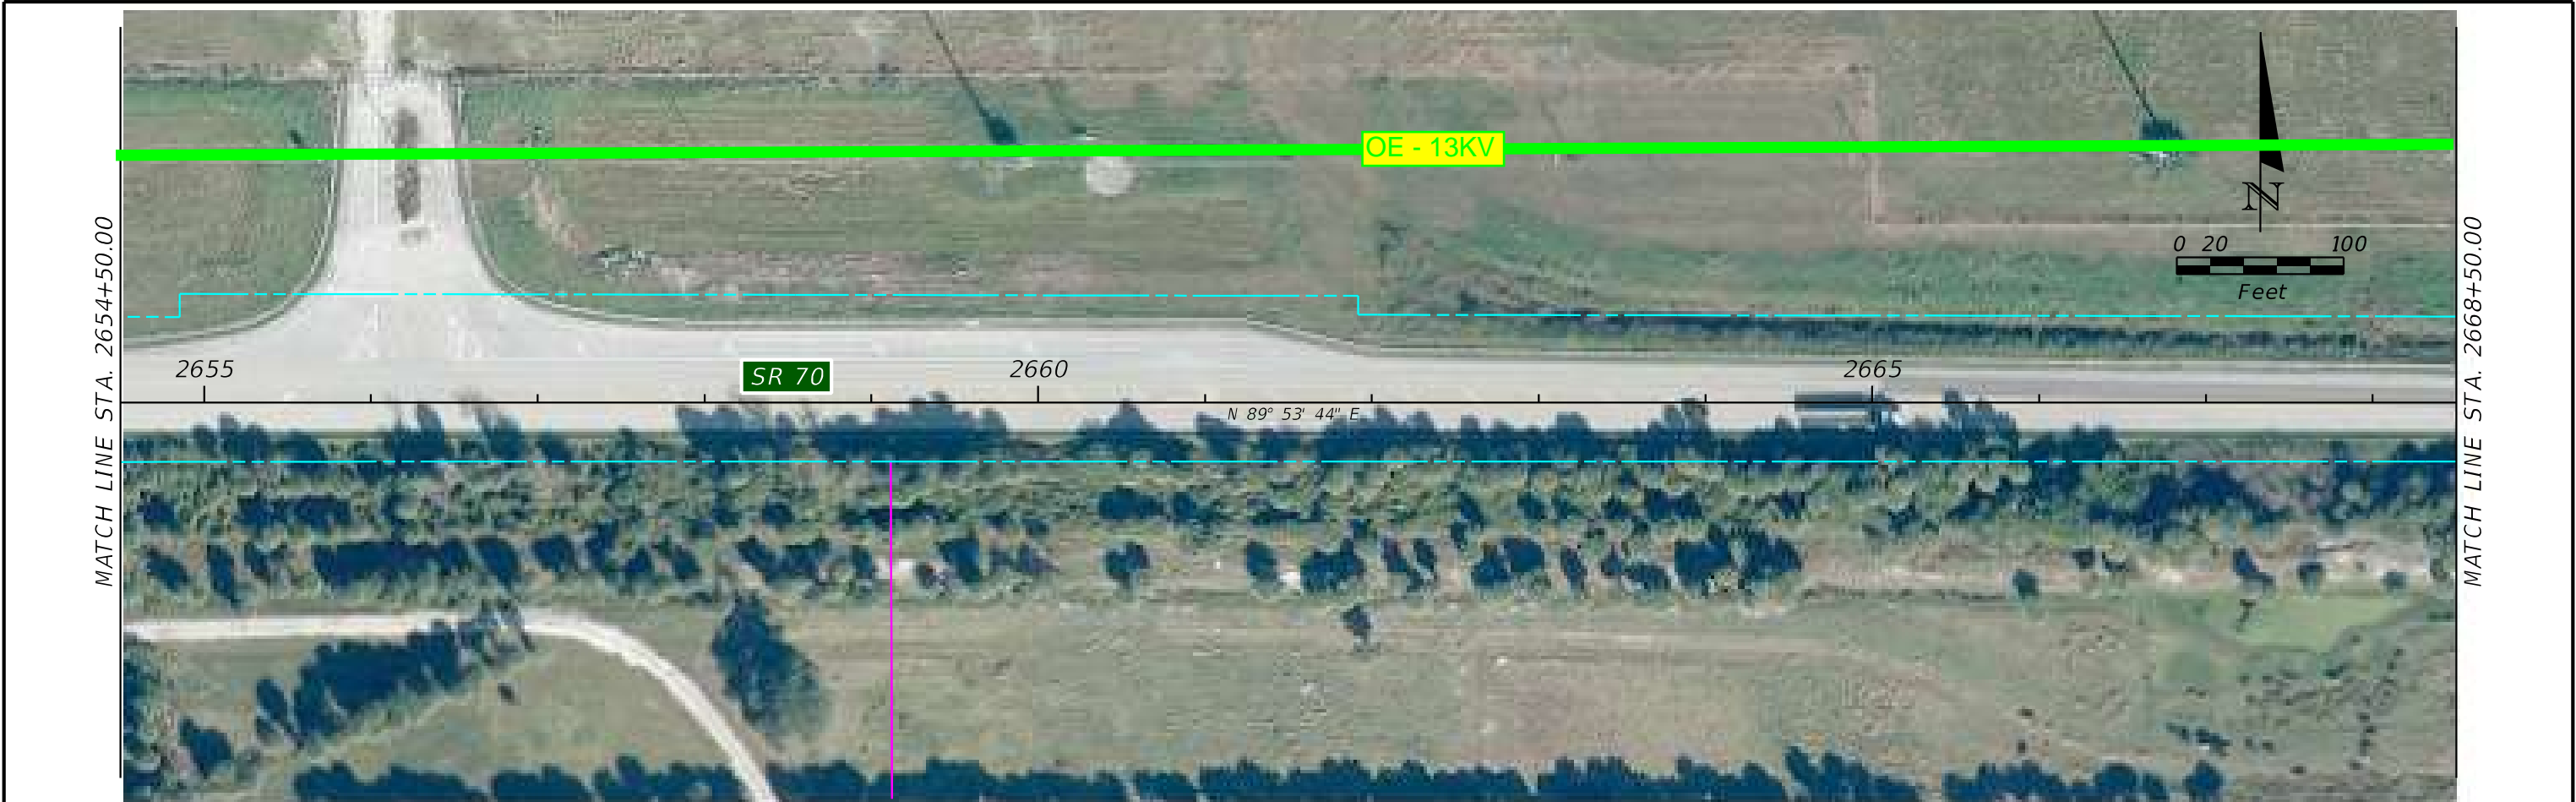 OE - 13KV
N
0 20 100
Feet
MATCH LINE STA. 2654+50.00
2655
SR 70
2660
2665
N 89° 53' 44" E
MATCH LINE STA. 2668+50.00